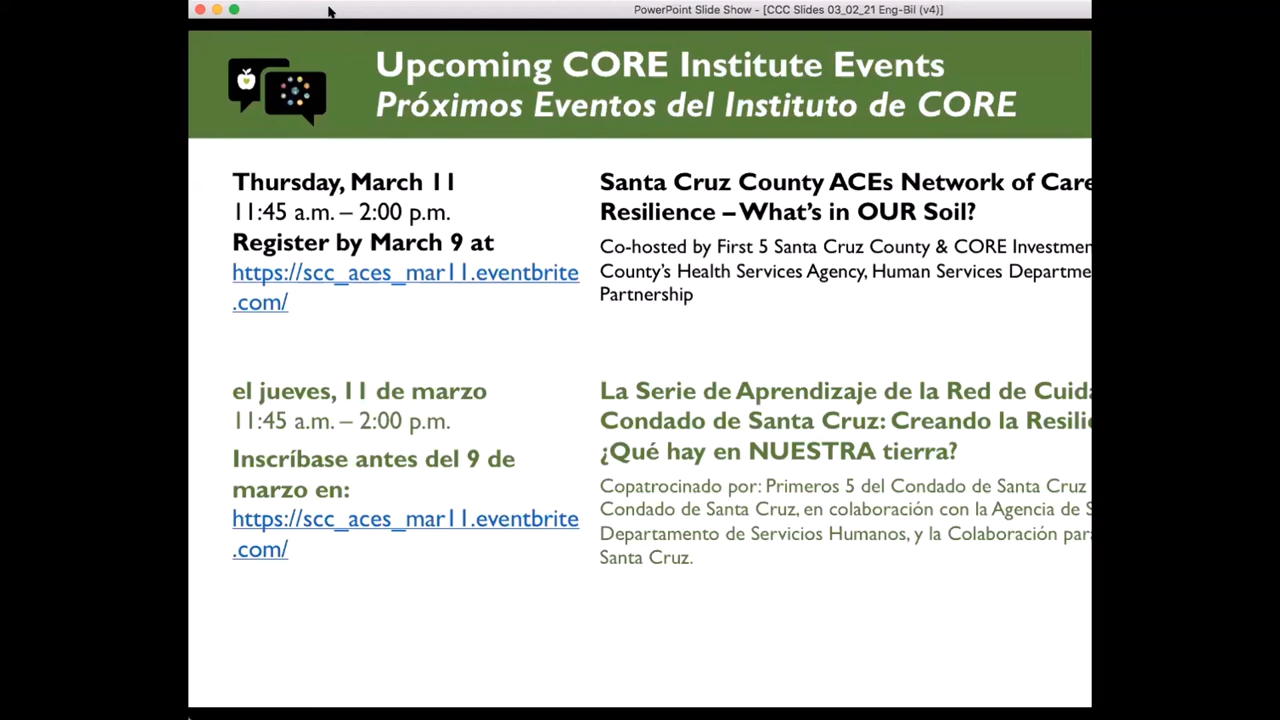 PowerPoint Slide Show - [CCC Slides 03_02_21 Eng-Bil (v4)]
Upcoming CORE Institute Events
Próximos Eventos del Instituto de CORE
Thursday, March 11
11:45 a.m. – 2:00 p.m.
Register by March 9 at
https://scc_aces_mar11.eventbrite
.com/
Santa Cruz County ACEs Network of Care
Resilience – What's in OUR Soil?
Co-hosted by First 5 Santa Cruz County & CORE
County's Health Services Agency, Human Services
Partnership
el jueves, 11 de marzo
11:45 a.m. – 2:00 p.m.
Inscríbase antes del 9 de
marzo en:
https://scc_aces_mar11.eventbrite
.com/
La Serie de Aprendizaje de la Red de
Condado de Santa Cruz: Creando la
¿Qué hay en NUESTRA tierra?
Copatrocinado por: Primeros 5 del Condado de Santa Cruz
Condado de Santa Cruz, en colaboración con la Agencia de
Departamento de Servicios Humanos, y la Colaboración
Santa Cruz.